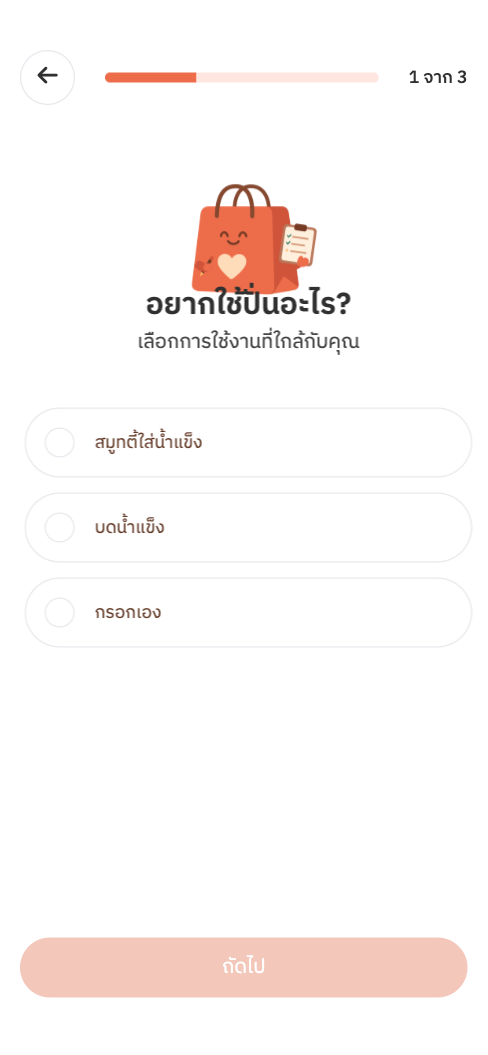 1 จาก 3
อยากใช้ปั่นอะไร?
เลือกการใช้งานที่ใกล้กับคุณ
สมูทตี้ใส่น้ำแข็ง
บดน้ำแข็ง
กรอกเอง
ถัดไป